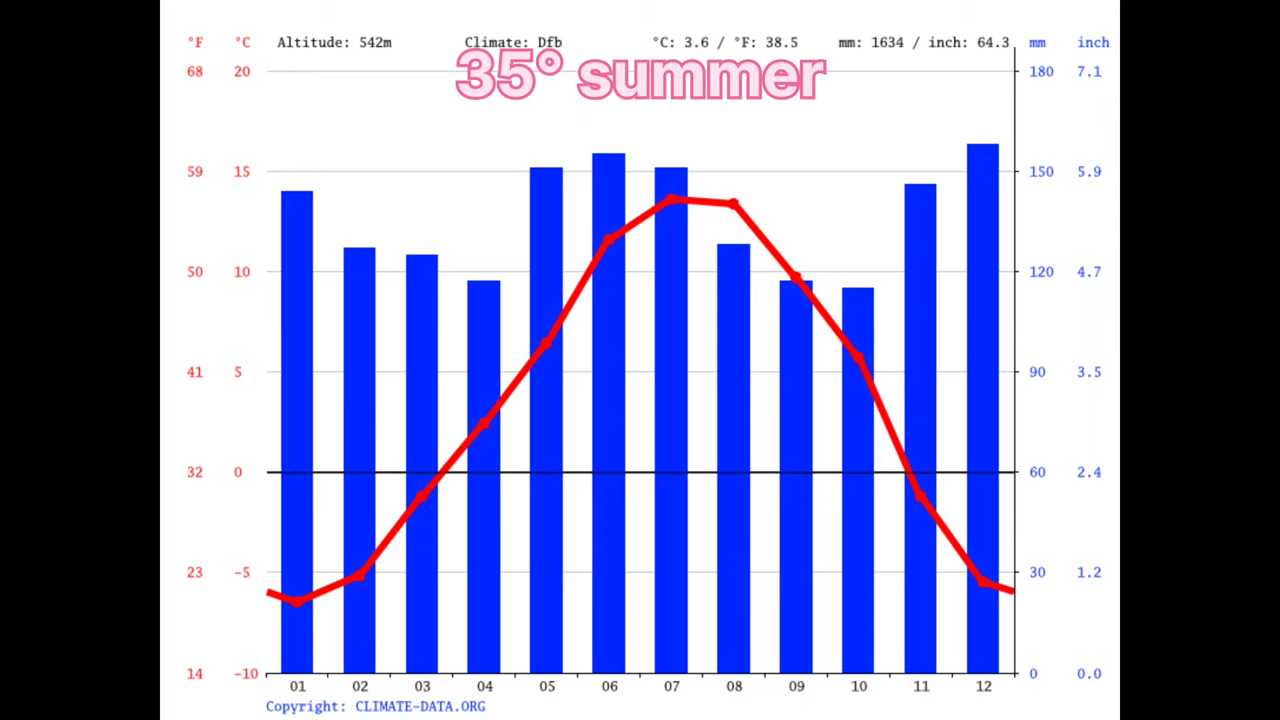 °F °C Altitude: 542m Climate: Dfb °C: 3.6 / °F: 38.5 mm: 1634 / inch: 64.3 mm inch
35° summer
68 20 180 7.1
59 15 150 5.9
50 10 120 4.7
41 5 90 3.5
32 0 60 2.4
23 -5 30 1.2
14 -10 0 0.0
01 02 03 04 05 06 07 08 09 10 11 12
Copyright: CLIMATE-DATA.ORG